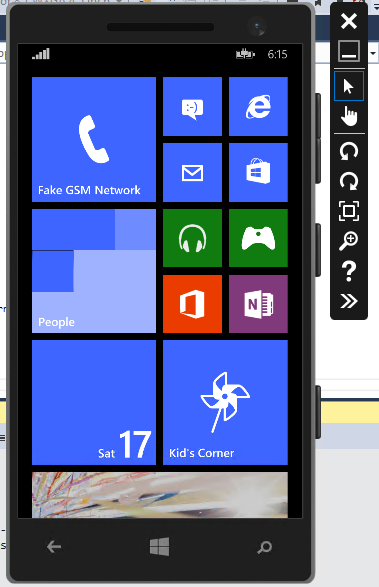 6:15
Fake GSM Network
People
Sat 17
Kid's Corner